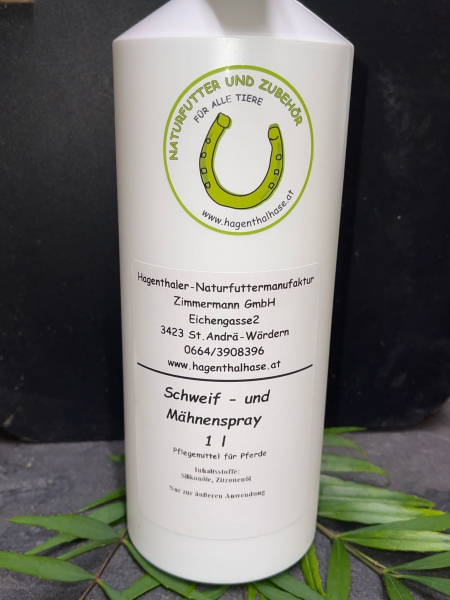 NATURFUTTER UND ZUBEHÖR
FÜR ALLE TIERE
www.hagenthalhase.at
Hagenthaler-Naturfuttermanufaktur
Zimmermann GmbH
Eichengasse2
3423 St.Andrä-Wördern
0664/3908396
www.hagenthalhase.at
Schweif - und
Mähnenspray
1 l
Pflegemittel für Pferde
Inhaltsstoffe:
Silikonöle, Zitronenöl
Nur zur äußeren Anwendung